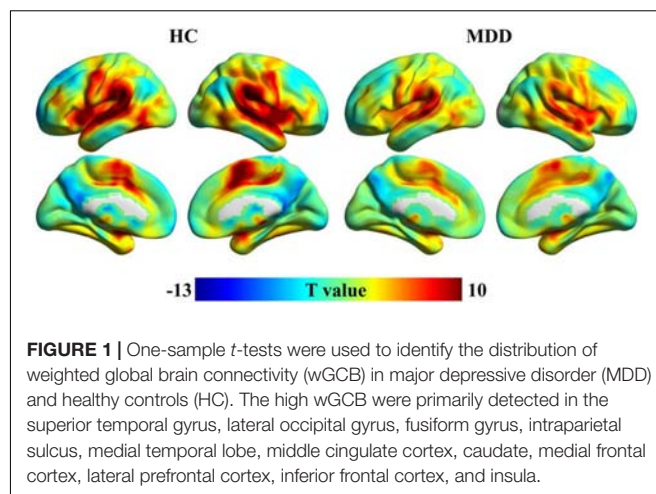 HC MDD
-13 T value 10
FIGURE 1 | One-sample t-tests were used to identify the distribution of
weighted global brain connectivity (wGCB) in major depressive disorder (MDD)
and healthy controls (HC). The high wGCB were primarily detected in the
superior temporal gyrus, lateral occipital gyrus, fusiform gyrus, intraparietal
sulcus, medial temporal lobe, middle cingulate cortex, caudate, medial frontal
cortex, lateral prefrontal cortex, inferior frontal cortex, and insula.